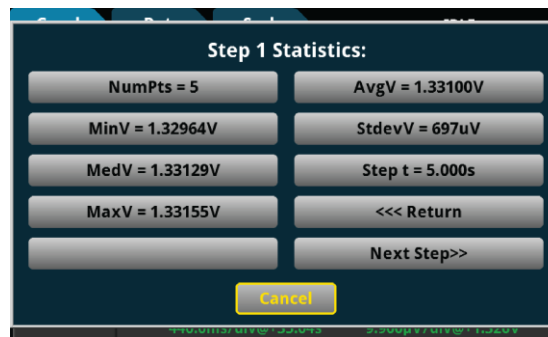 Step 1 Statistics:
NumPts = 5
AvgV = 1.33100V
MinV = 1.32964V
StdevV = 697uV
MedV = 1.33129V
Step t = 5.000s
MaxV = 1.33155V
<<< Return
Next Step>>
Cancel